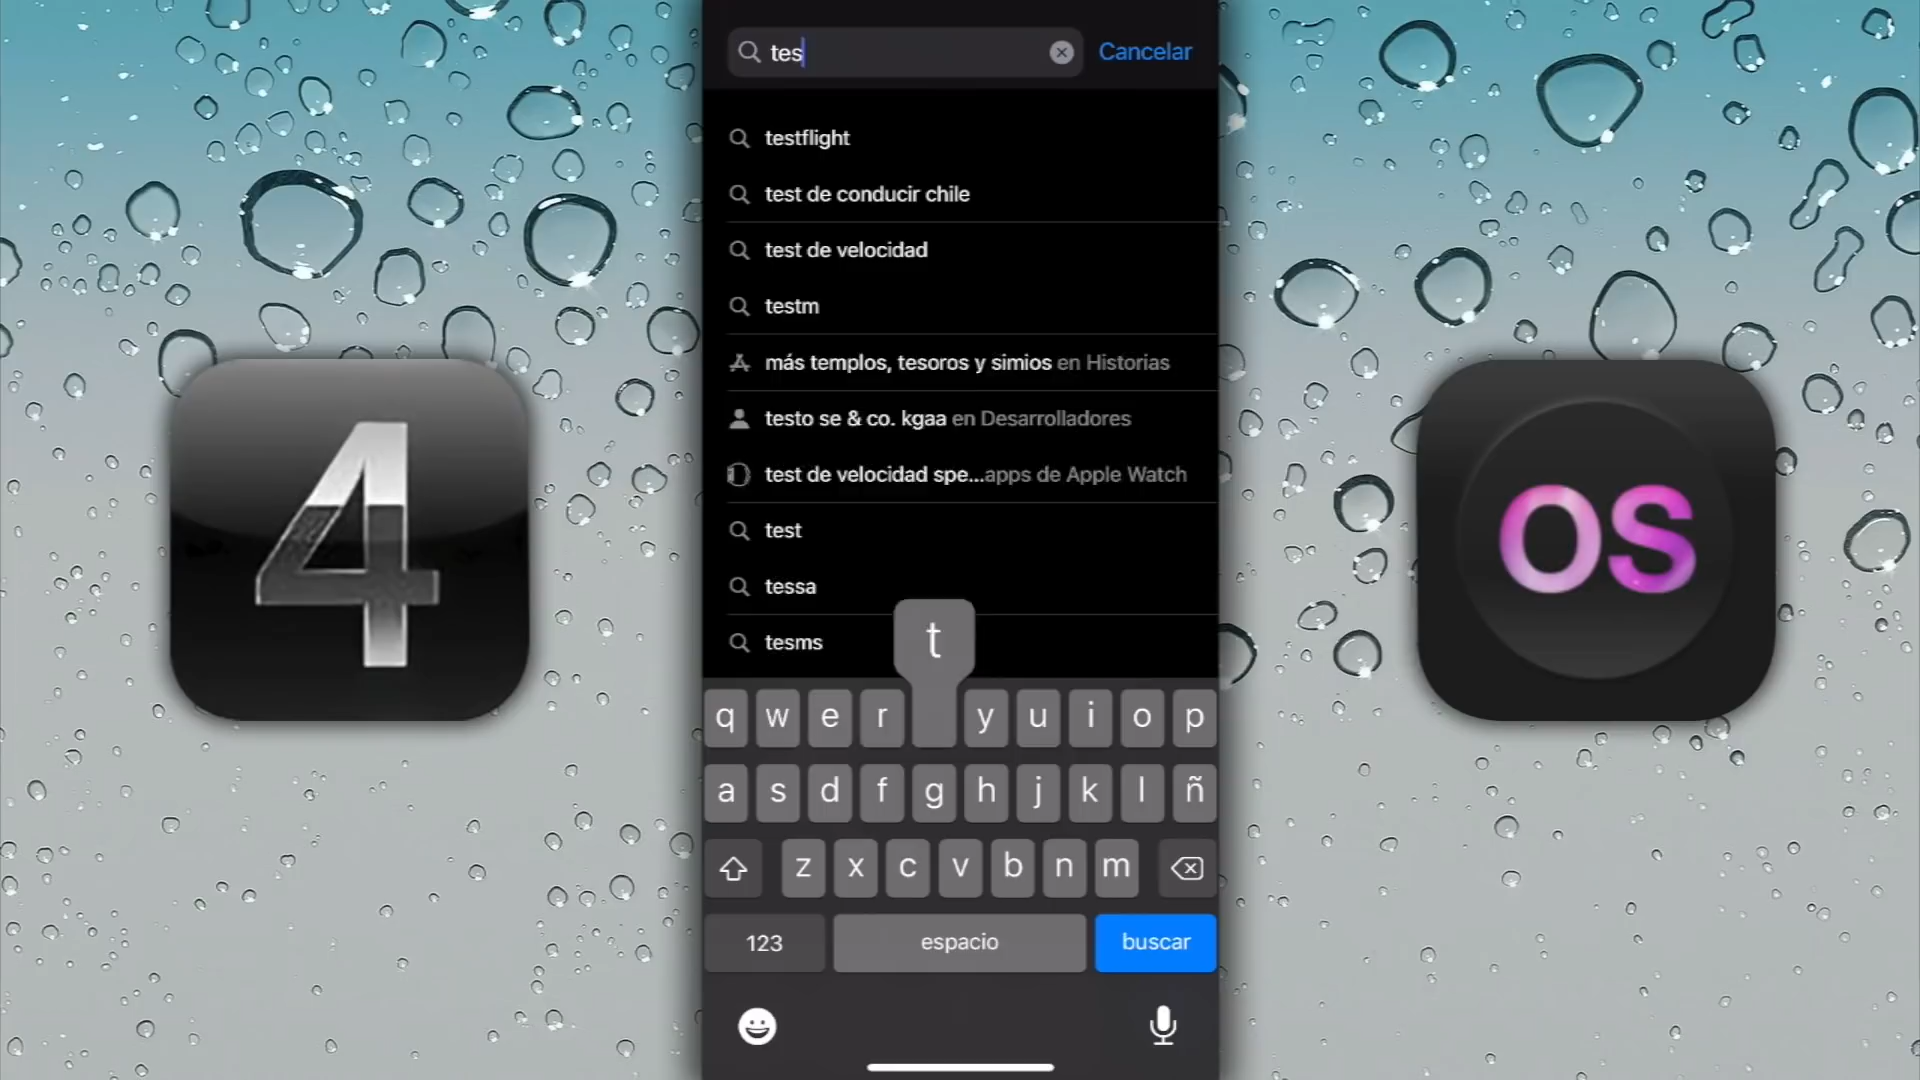 tes
Cancelar
testflight
test de conducir chile
test de velocidad
testm
más templos, tesoros y simios en Historias
testo se & co. kgaa en Desarrolladores
test de velocidad spe...apps de Apple Watch
test
tessa
tesms
4
OS
t
q w e r y u i o p
a s d f g h j k l ñ
z x c v b n m
123 espacio buscar